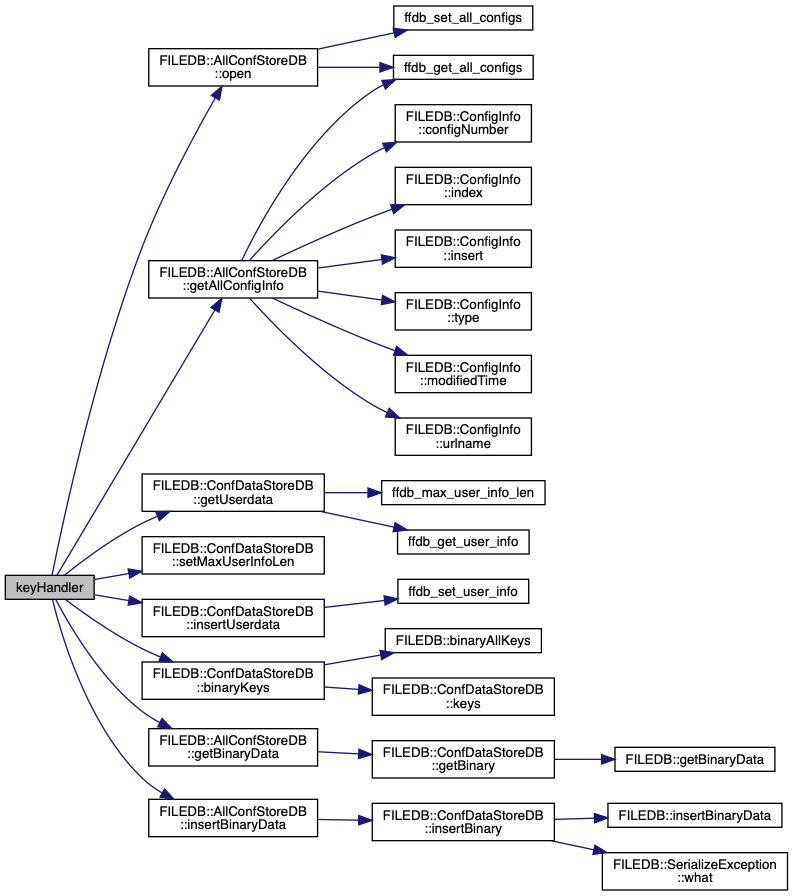 ffdb_set_all_configs
FILEDB::AllConfStoreDB
::open
ffdb_get_all_configs
FILEDB::ConfigInfo
::configNumber
FILEDB::ConfigInfo
::index
FILEDB::ConfigInfo
::insert
FILEDB::AllConfStoreDB
::getAllConfigInfo
FILEDB::ConfigInfo
::type
FILEDB::ConfigInfo
::modifiedTime
FILEDB::ConfigInfo
::urlname
FILEDB::ConfDataStoreDB
::getUserdata
ffdb_max_user_info_len
ffdb_get_user_info
FILEDB::ConfDataStoreDB
::setMaxUserInfoLen
keyHandler
ffdb_set_user_info
FILEDB::ConfDataStoreDB
::insertUserdata
FILEDB::binaryAllKeys
FILEDB::ConfDataStoreDB
::binaryKeys
FILEDB::ConfDataStoreDB
::keys
FILEDB::AllConfStoreDB
::getBinaryData
FILEDB::ConfDataStoreDB
::getBinary
FILEDB::getBinaryData
FILEDB::AllConfStoreDB
::insertBinaryData
FILEDB::ConfDataStoreDB
::insertBinary
FILEDB::insertBinaryData
FILEDB::SerializeException
::what